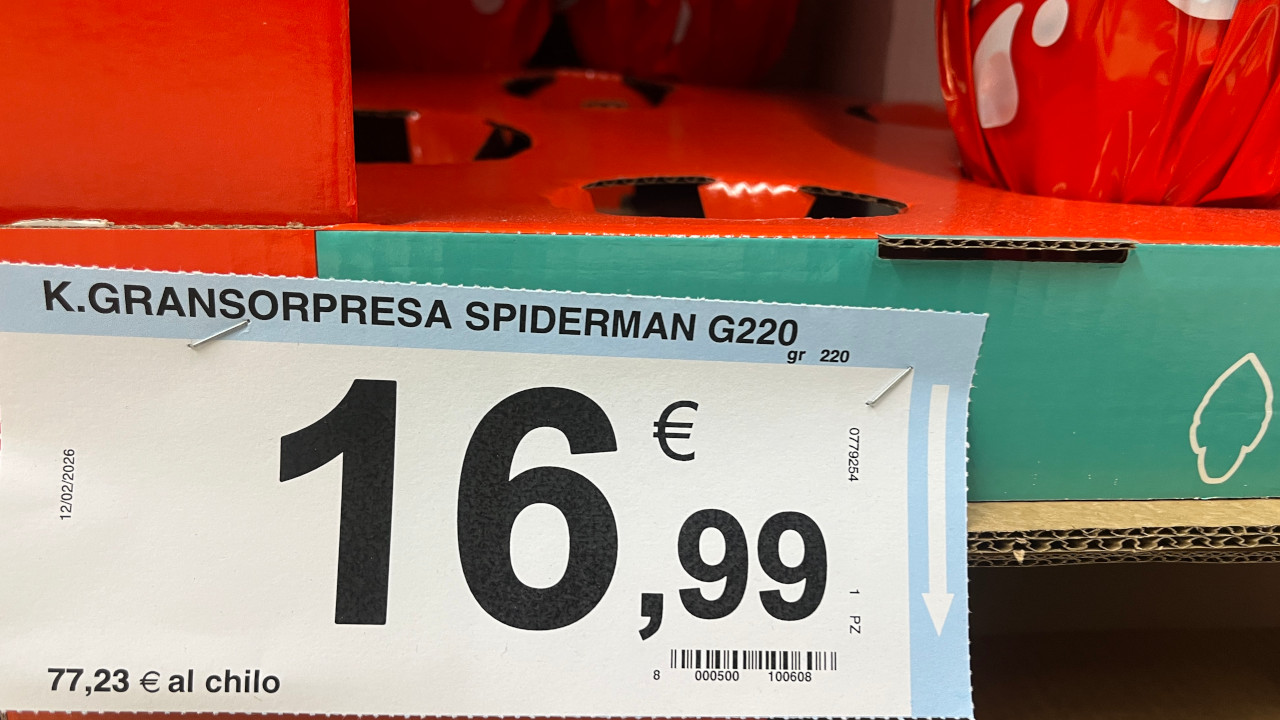 K.GRANSORPRESA SPIDERMAN G220
gr 220
16,99 €
12/02/2026
0779254
1 PZ
77,23 € al chilo
8 000500 100608